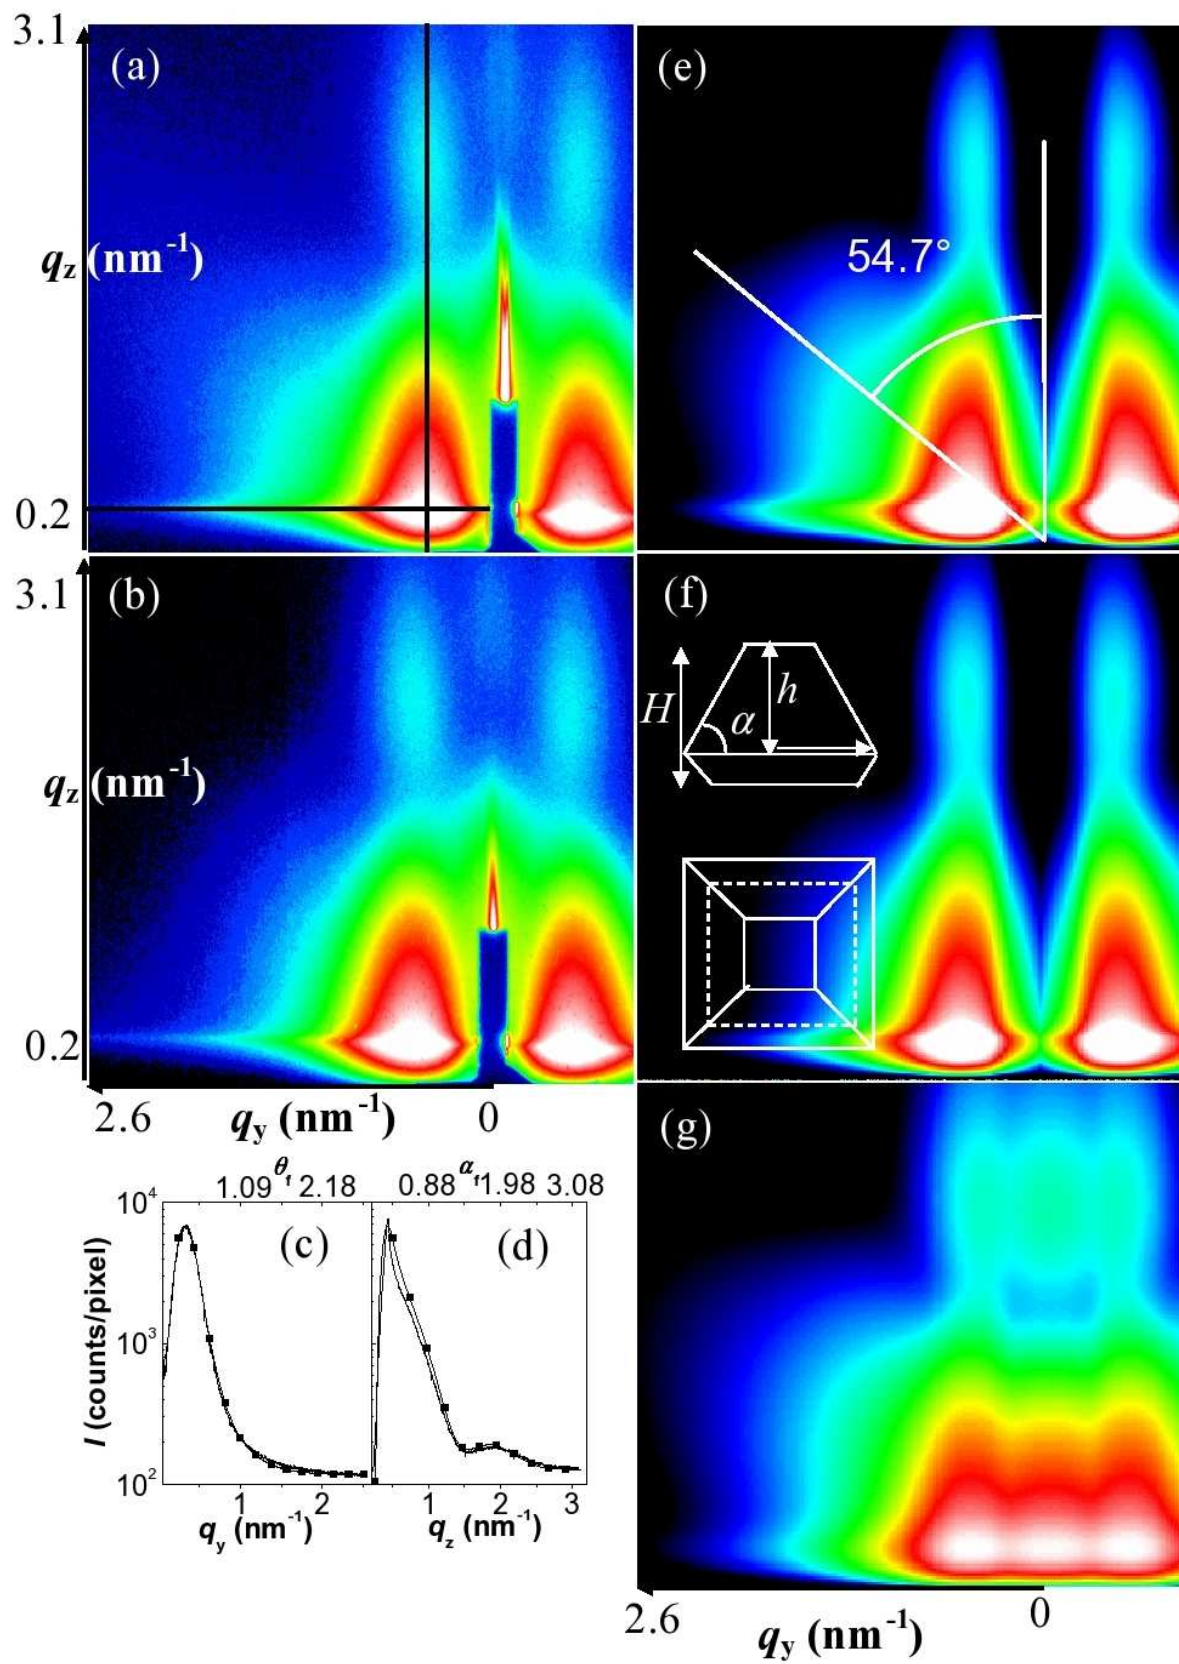 3.1
(a)
q_z (nm^-1)
0.2
(e)
54.7°
3.1
(b)
q_z (nm^-1)
0.2
2.6 q_y (nm^-1) 0
(f)
H
h
α
(g)
1.09 θ_f 2.18
0.88 α_f 1.98 3.08
10^4
10^3
10^2
I (counts/pixel)
(c)
(d)
1 2
1 2 3
q_y (nm^-1)
q_z (nm^-1)
2.6
q_y (nm^-1)
0